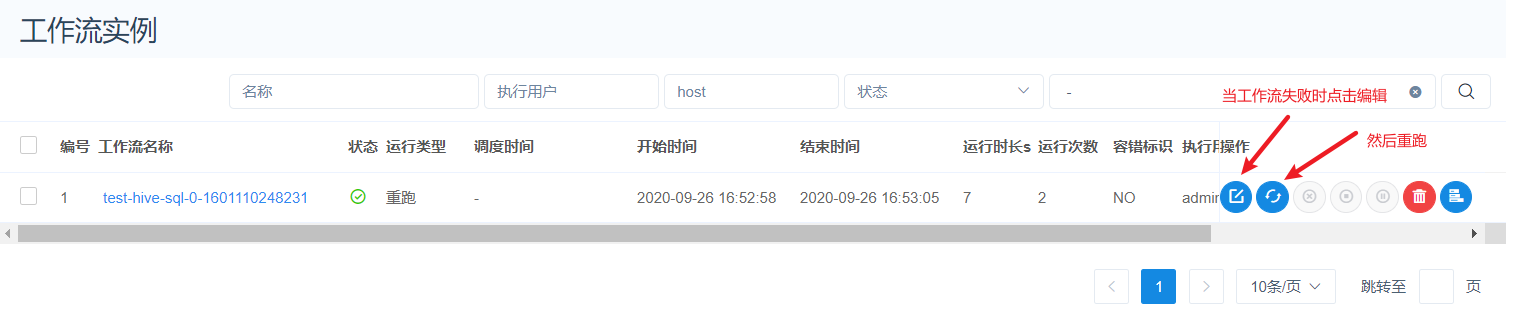 工作流实例
名称 执行用户 host 状态 -
当工作流失败时点击编辑
然后重跑
编号 工作流名称 状态 运行类型 调度时间 开始时间 结束时间 运行时长s 运行次数 容错标识 执行 操作
1 test-hive-sql-0-1601110248231 重跑 - 2020-09-26 16:52:58 2020-09-26 16:53:05 7 2 NO admin
1 10条/页 跳转至 页